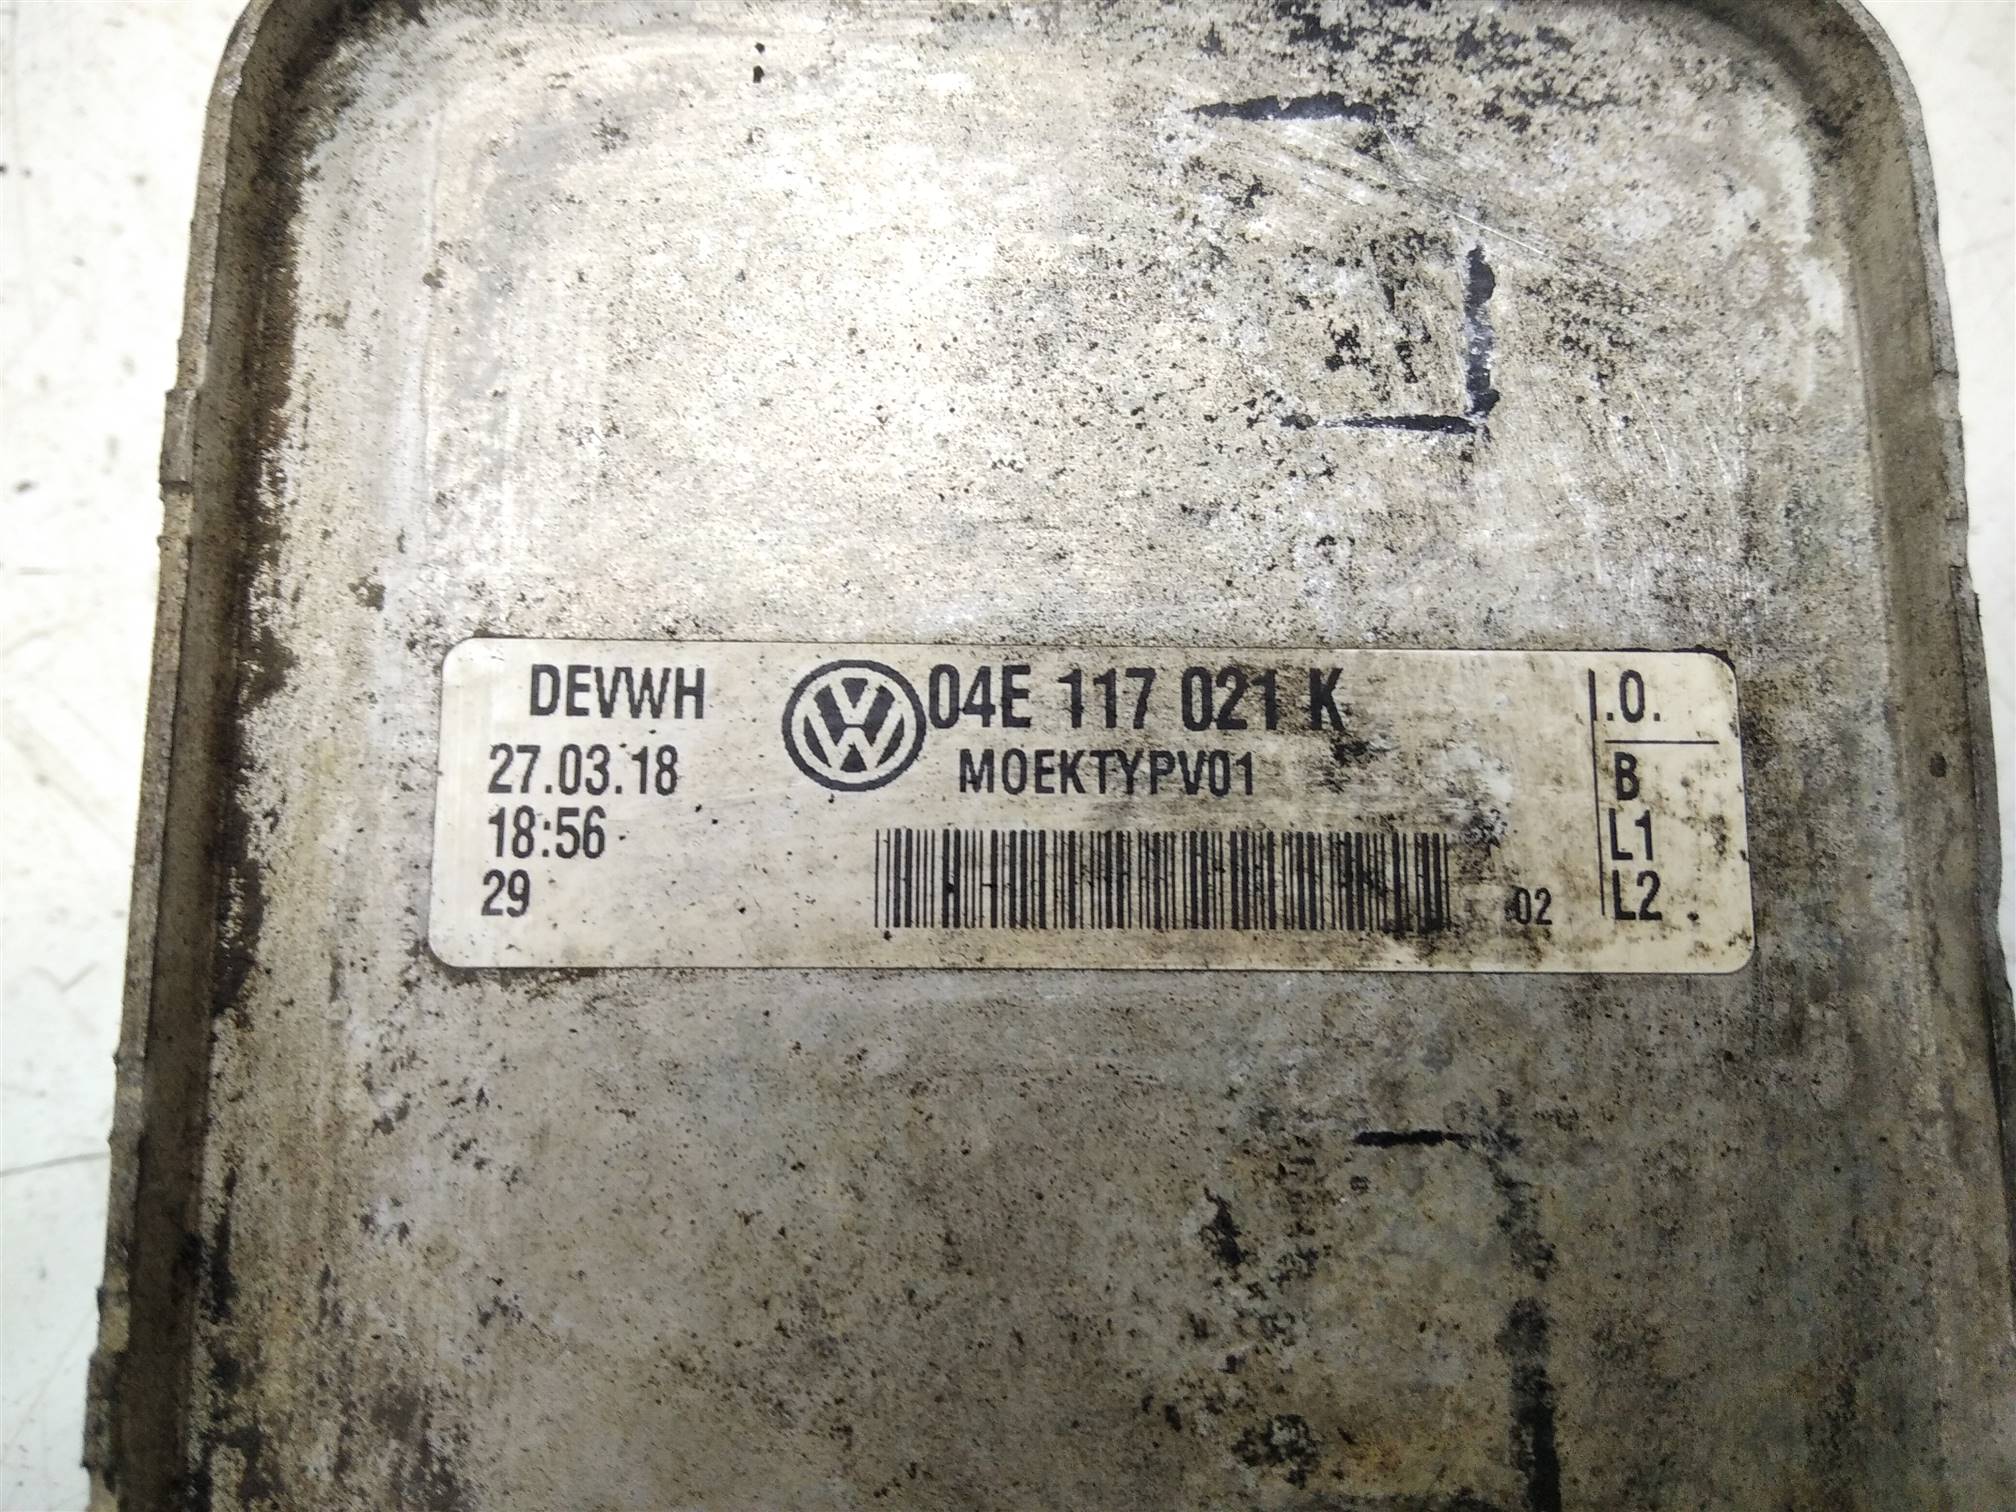 DEVWH
27.03.18
18:56
29
04E 117 021 K
MOEKTYPV01
02
I.O.
B
L1
L2